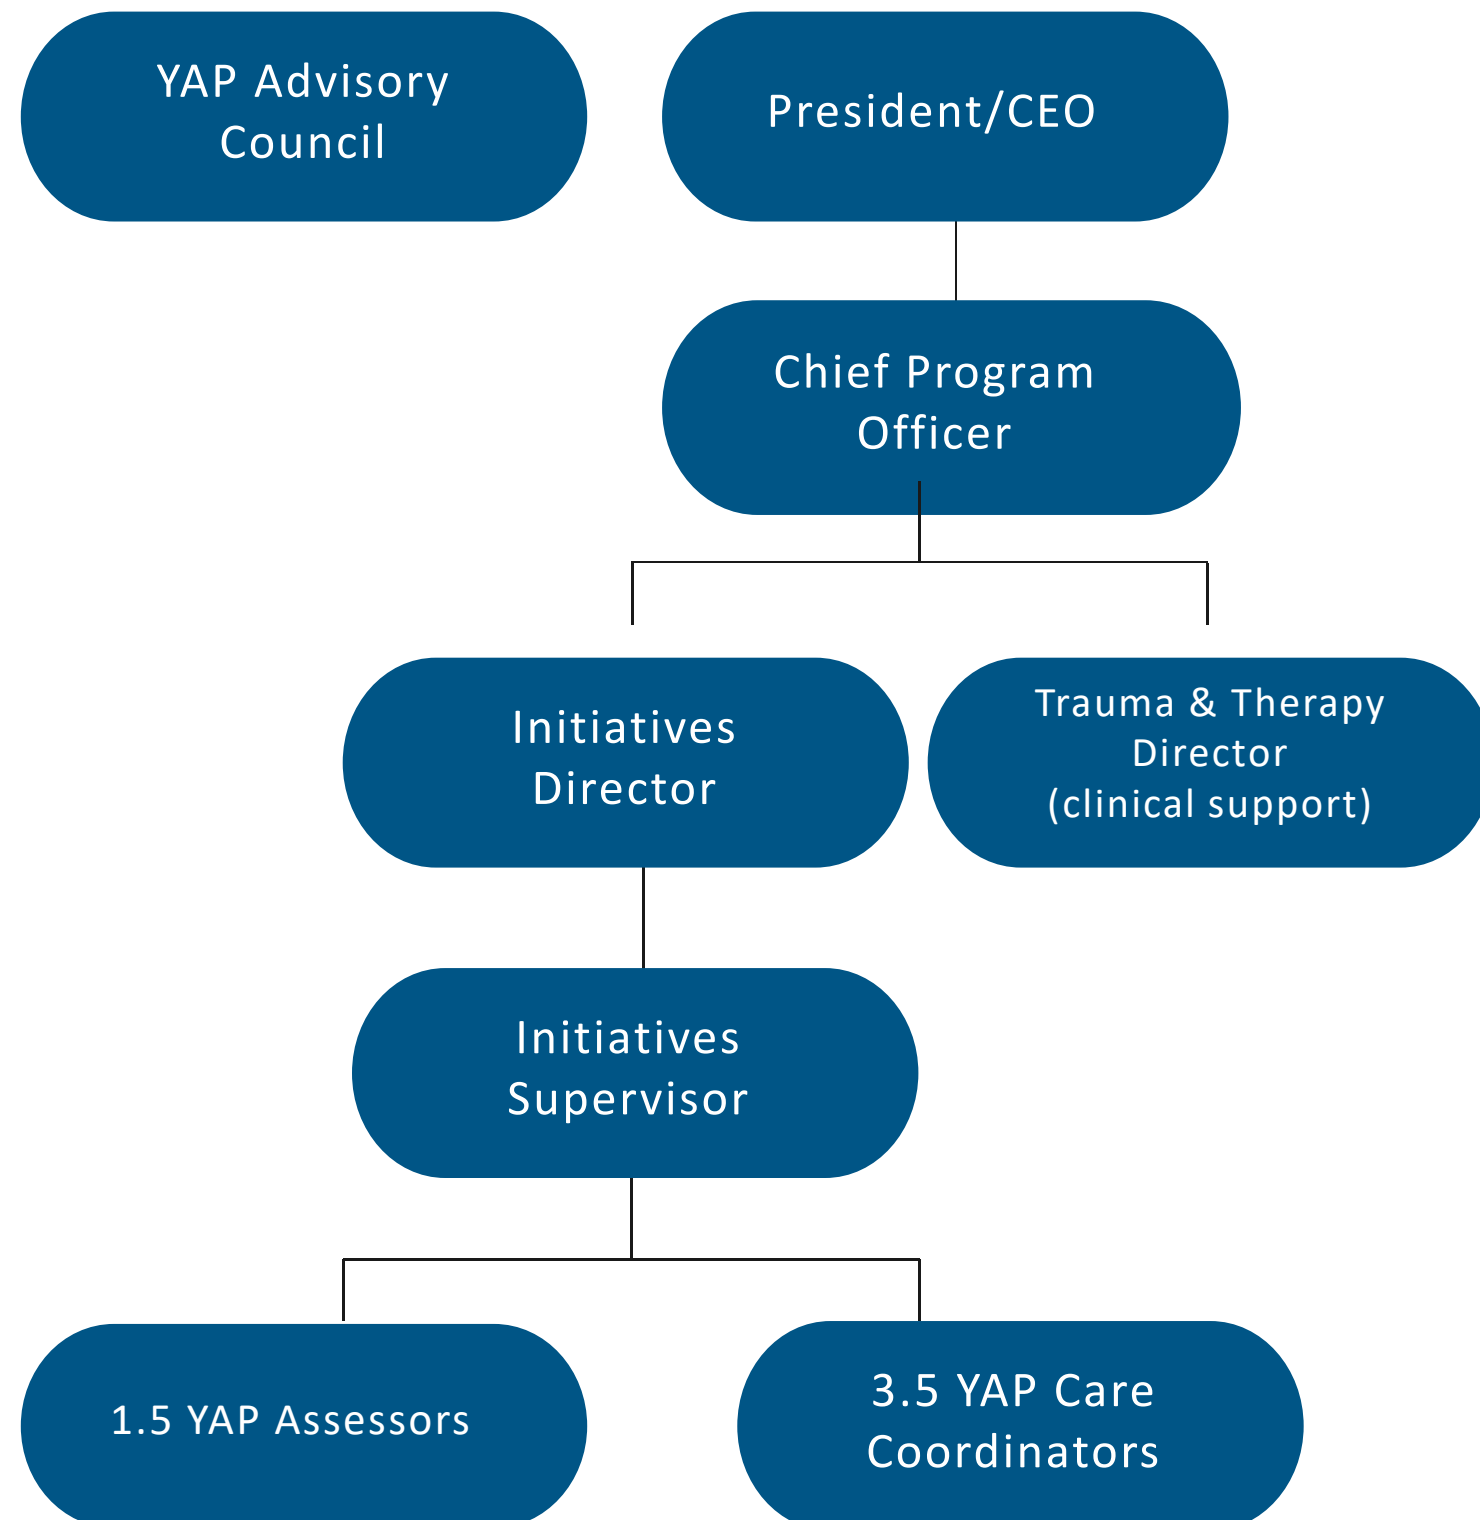 YAP Advisory
Council
President/CEO
Chief Program
Officer
Initiatives
Director
Trauma & Therapy
Director
(clinical support)
Initiatives
Supervisor
1.5 YAP Assessors
3.5 YAP Care
Coordinators